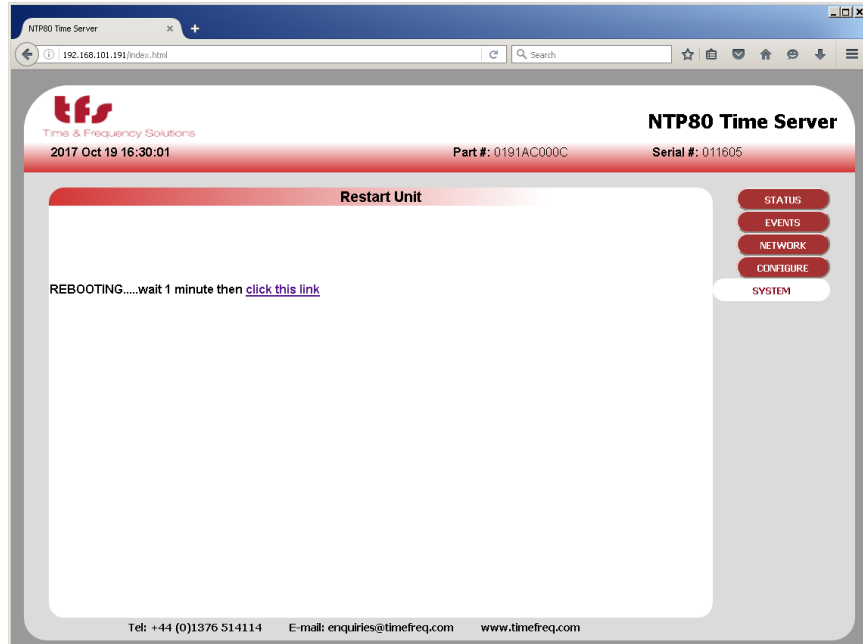 NTP80 Time Server
192.168.101.191/index.html
Search
tfs
Time & Frequency Solutions
NTP80 Time Server
2017 Oct 19 16:30:01 Part #: 0191AC000C Serial #: 011605
Restart Unit
STATUS
EVENTS
NETWORK
CONFIGURE
SYSTEM
REBOOTING.....wait 1 minute then click this link
Tel: +44 (0)1376 514114 E-mail: enquiries@timefreq.com www.timefreq.com